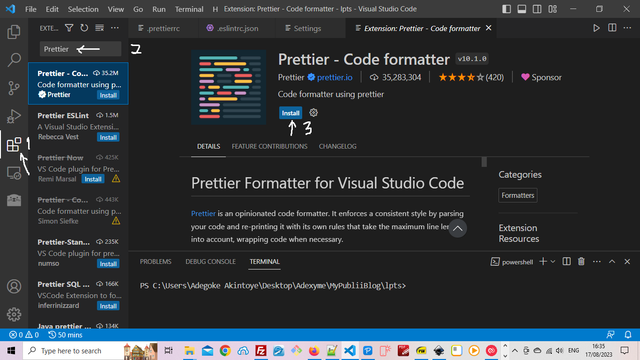 Go Run Terminal H Extension: Prettier - Code formatter - lpts - Visual Studio Code
EXTE...
.prettierrc
.eslintrc.json
Settings
Extension: Prettier - Code formatter
Prettier
2
1
Prettier - Co... 35.2M
Code formatter using p...
Prettier Install
Prettier ESLint 1.5M
A Visual Studio Extensi...
Rebecca Vest Install
Prettier Now 425K
VS Code plugin for Pre...
Remi Marsal Install
Prettier - Co... 443K
Code formatter using p...
Simon Siefke
Prettier-Stan... 235K
VS Code plugin for pre...
numso Install
Prettier SQL ... 166K
VSCode Extension to fo...
inferrinizzard Install
Java prettier ... 134K
Prettier - Code formatter v10.1.0
Prettier prettier.io 35,283,304 (420) Sponsor
Code formatter using prettier
Install
3
DETAILS FEATURE CONTRIBUTIONS CHANGELOG
Prettier Formatter for Visual Studio Code
Prettier is an opinionated code formatter. It enforces a consistent style by parsing
your code and re-printing it with its own rules that take the maximum line
into account, wrapping code when necessary.
Categories
Formatters
Extension
Resources
PROBLEMS DEBUG CONSOLE TERMINAL powershell
PS C:\Users\Adegoke Akintoye\Desktop\Adexyme\MyPubliiBlog\lpts>
0 0 50 mins
Type here to search
ENG
16:35
17/08/2023